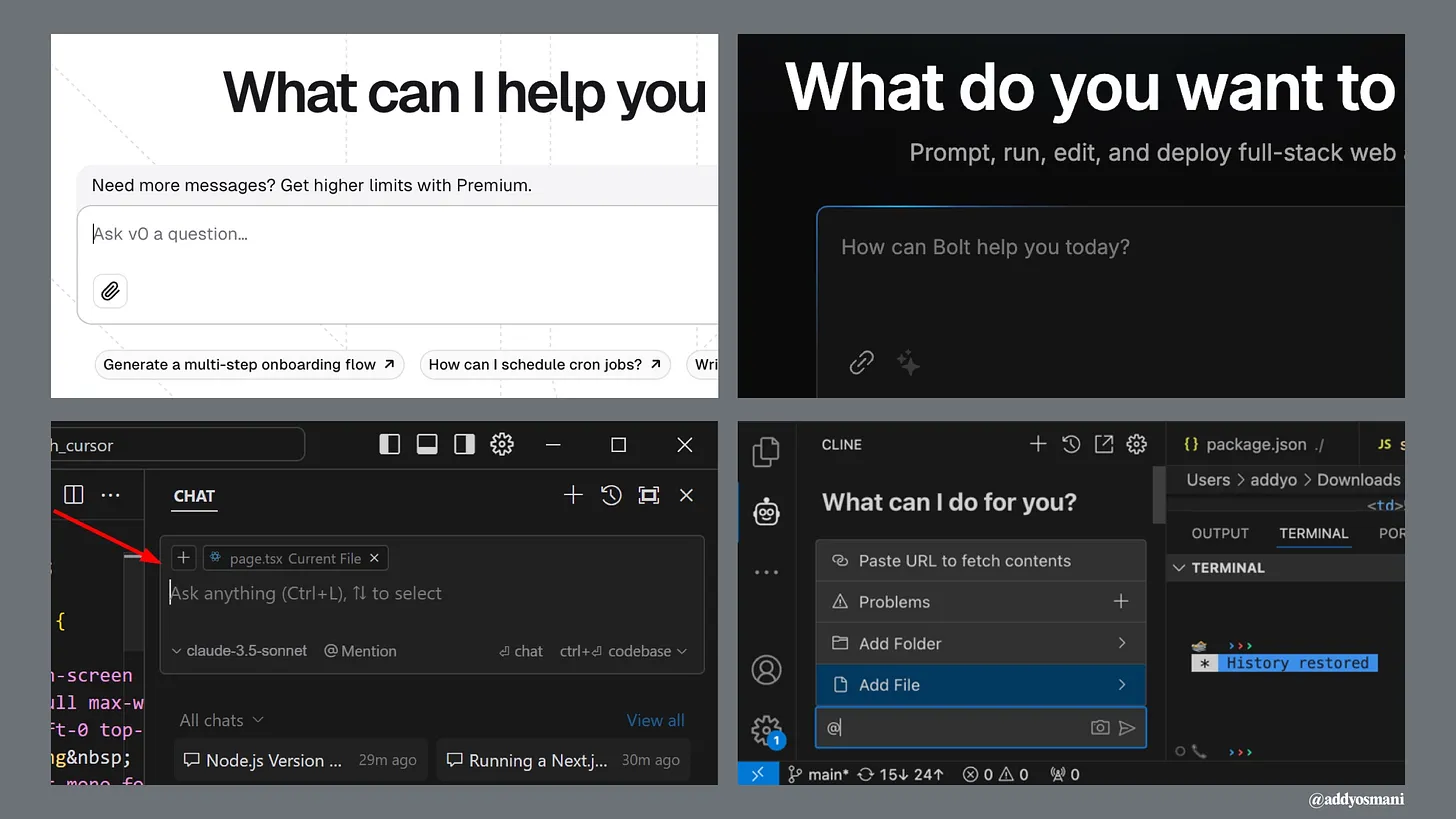 What can I help you
Need more messages? Get higher limits with Premium.
Ask v0 a question...
Generate a multi-step onboarding flow
How can I schedule cron jobs?
Wri
What do you want to
Prompt, run, edit, and deploy full-stack web
How can Bolt help you today?
h_cursor
CHAT
page.tsx Current File
Ask anything (Ctrl+L), ⇅ to select
claude-3.5-sonnet @ Mention ⏎ chat ctrl+⏎ codebase
All chats View all
Node.js Version ... 29m ago
Running a Next.j... 30m ago
{
n-screen
ull max-w
ft-0 top-
ng&nbsp;
CLINE
What can I do for you?
Paste URL to fetch contents
Problems
Add Folder
Add File
@
1
{} package.json ./
JS s
Users > addyo > Downloads
<td>
OUTPUT TERMINAL POR
TERMINAL
>>>
* History restored
>>>
main* 15↓ 24↑ 0 0 0
@addyosmani